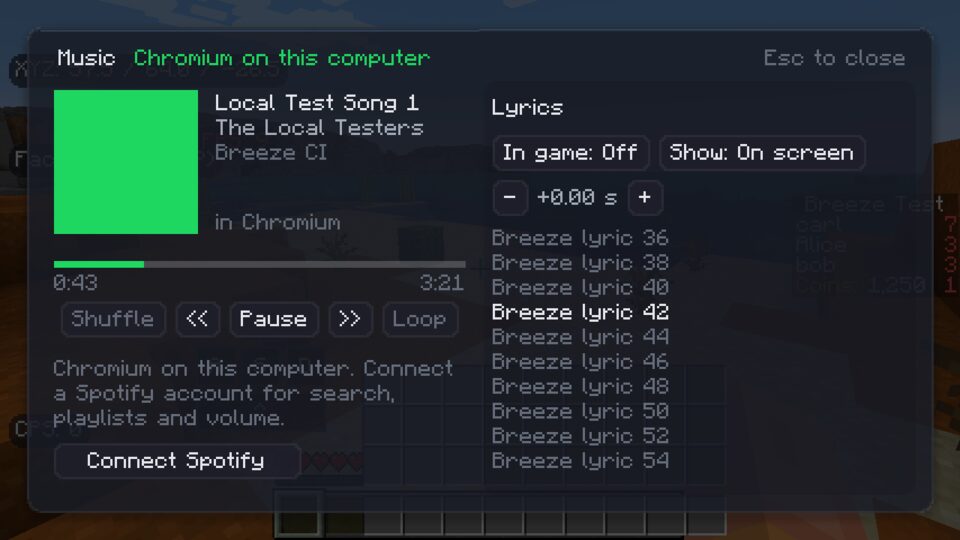 Music Chromium on this computer
Esc to close
Local Test Song 1
The Local Testers
Breeze CI
in Chromium
0:43
3:21
Shuffle
<<
Pause
>>
Loop
Chromium on this computer. Connect
a Spotify account for search,
playlists and volume.
Connect Spotify
Lyrics
In game: Off
Show: On screen
-
+0.00 s
+
Breeze lyric 36
Breeze lyric 38
Breeze lyric 40
Breeze lyric 42
Breeze lyric 44
Breeze lyric 46
Breeze lyric 48
Breeze lyric 50
Breeze lyric 52
Breeze lyric 54
Breeze Test
carl 7
Alice 3
bob 3
Coins: 1,250 1